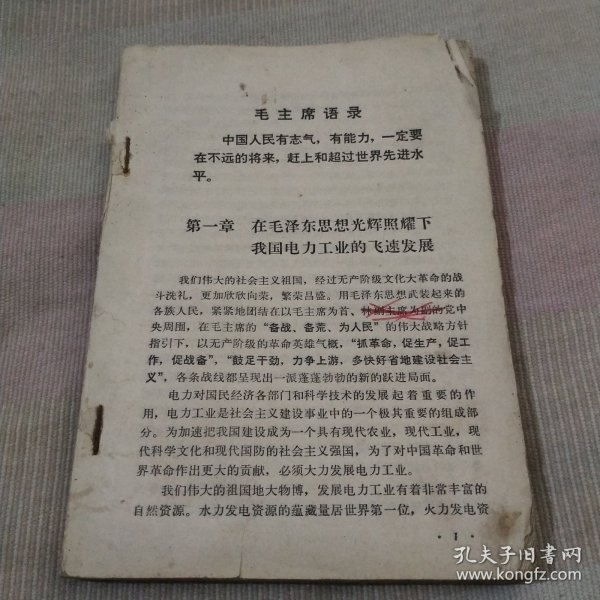 毛主席语录
中国人民有志气，有能力，一定要
在不远的将来，赶上和超过世界先进水
平。
第一章 在毛泽东思想光辉照耀下
我国电力工业的飞速发展
我们伟大的社会主义祖国，经过无产阶级文化大革命的战
斗洗礼，更加欣欣向荣，繁荣昌盛。用毛泽东思想武装起来的
各族人民，紧紧地团结在以毛主席为首、林副主席为副的党中
央周围，在毛主席的“备战、备荒、为人民”的伟大战略方针
指引下，以无产阶级的革命英雄气概，“抓革命，促生产，促工
作，促战备”，“鼓足干劲，力争上游，多快好省地建设社会主
义”，各条战线都呈现出一派蓬蓬勃勃的新的跃进局面。
电力对国民经济各部门和科学技术的发展起着重要的作
用，电力工业是社会主义建设事业中的一个极其重要的组成部
分。为加速把我国建设成为一个具有现代农业，现代工业，现
代科学文化和现代国防的社会主义强国，为了对中国革命和世
界革命作出更大的贡献，必须大力发展电力工业。
我们伟大的祖国地大物博，发展电力工业有着非常丰富的
自然资源。水力发电资源的蕴藏量居世界第一位，火力发电资
· 1 ·
孔夫子旧书网
www.kongfz.com